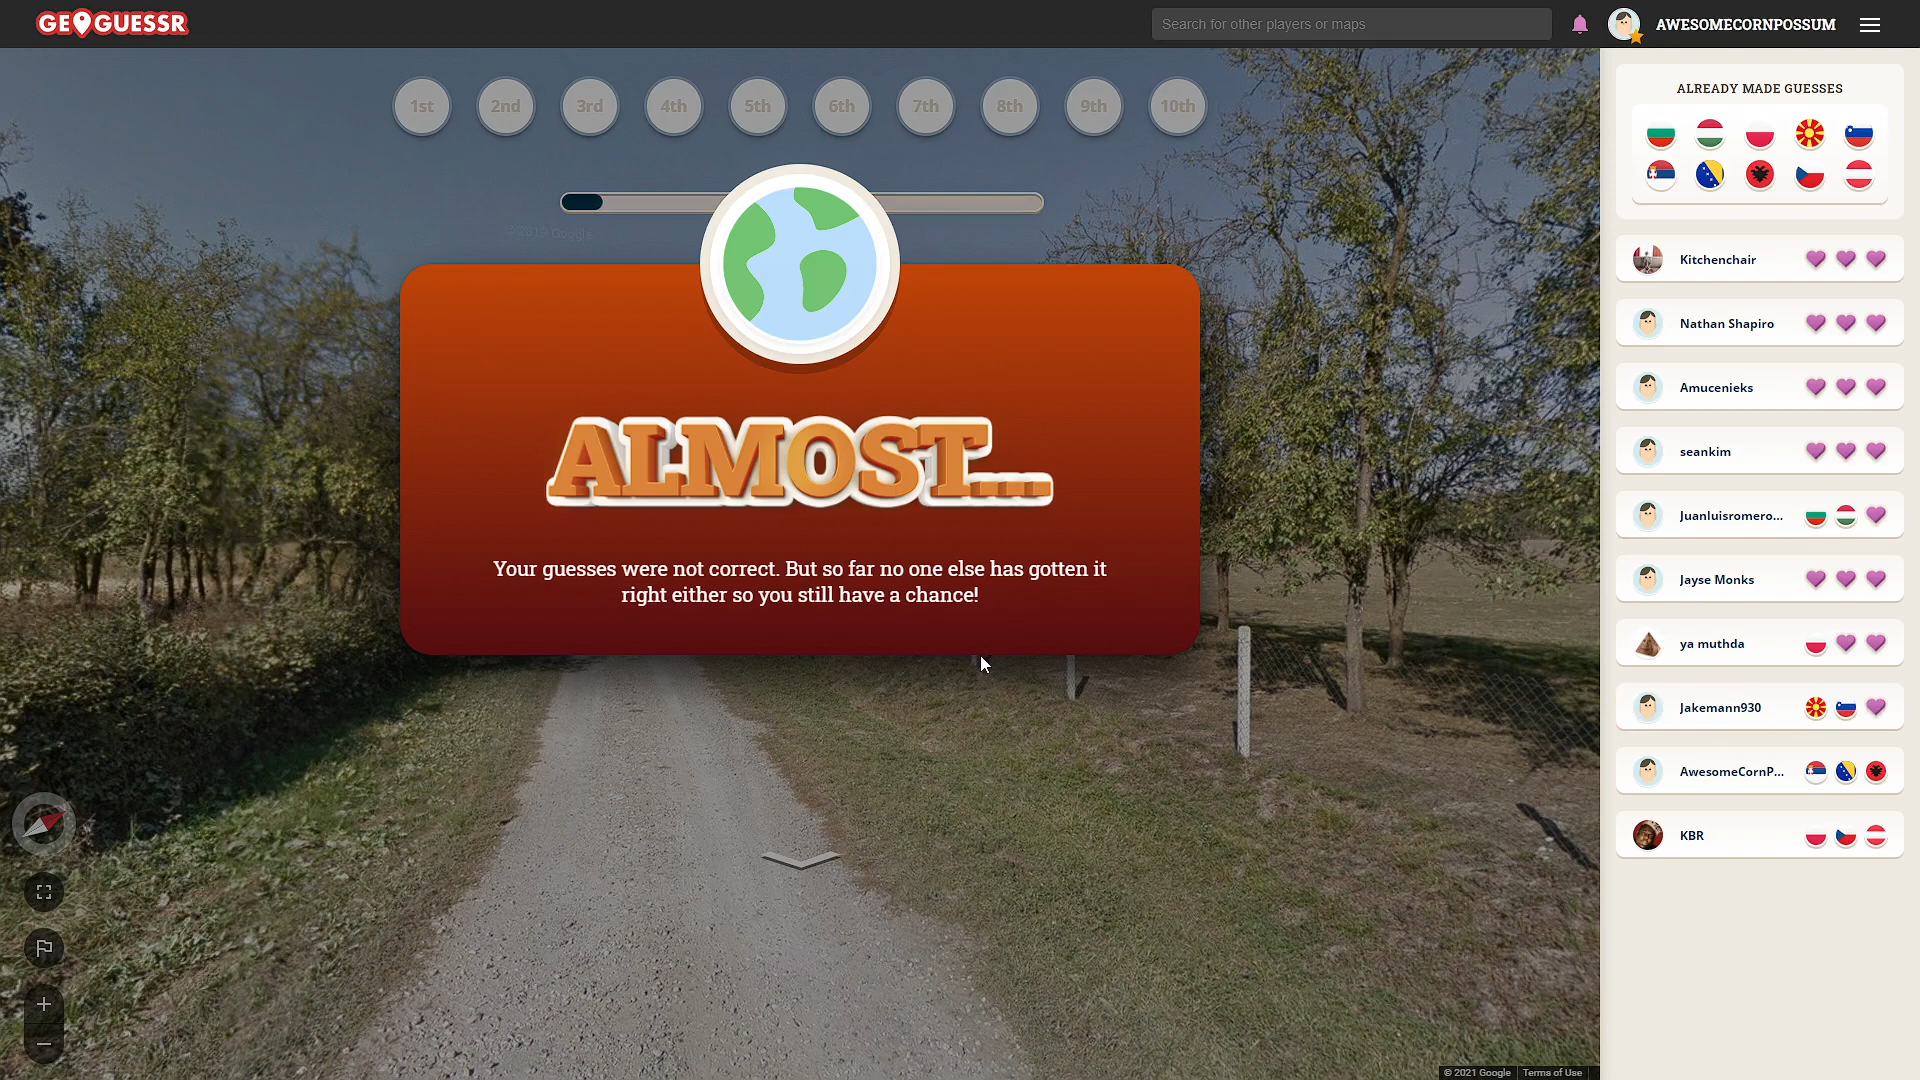 GEOGUESSR
Search for other players or maps
AWESOMECORNPOSSUM
1st 2nd 3rd 4th 5th 6th 7th 8th 9th 10th
© 2019 Google
ALMOST...
Your guesses were not correct. But so far no one else has gotten it
right either so you still have a chance!
ALREADY MADE GUESSES
Kitchenchair
Nathan Shapiro
Amucenieks
seankim
Juanluisromero...
Jayse Monks
ya muthda
Jakemann930
AwesomeCornP...
KBR
© 2021 Google Terms of Use